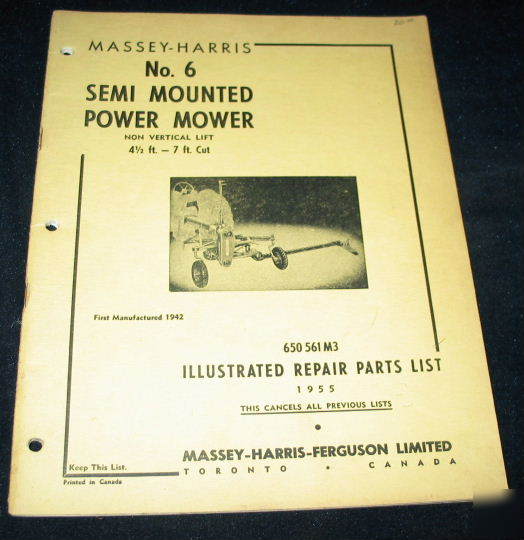 MASSEY-HARRIS
No. 6
SEMI MOUNTED
POWER MOWER
NON VERTICAL LIFT
4½ ft. — 7 ft. Cut
First Manufactured 1942
650 561 M3
ILLUSTRATED REPAIR PARTS LIST
1955
THIS CANCELS ALL PREVIOUS LISTS
MASSEY-HARRIS-FERGUSON LIMITED
TORONTO • CANADA
Keep This List.
Printed in Canada